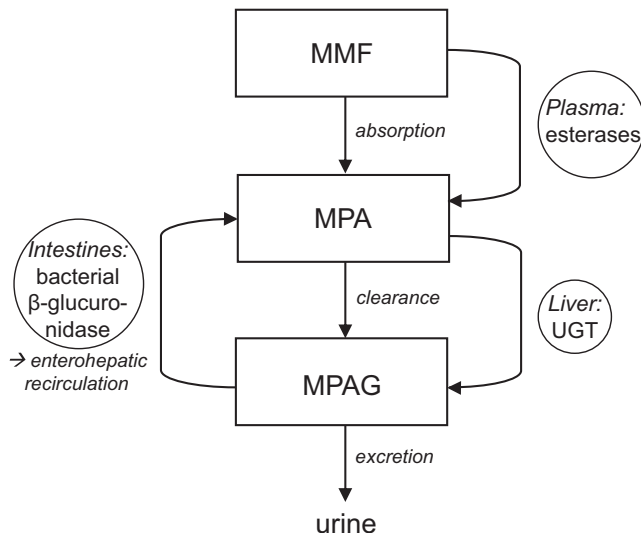 MMF
Plasma:
esterases
absorption
MPA
Intestines:
bacterial
β-glucuro-
nidase
→ enterohepatic
recirculation
clearance
Liver:
UGT
MPAG
excretion
urine